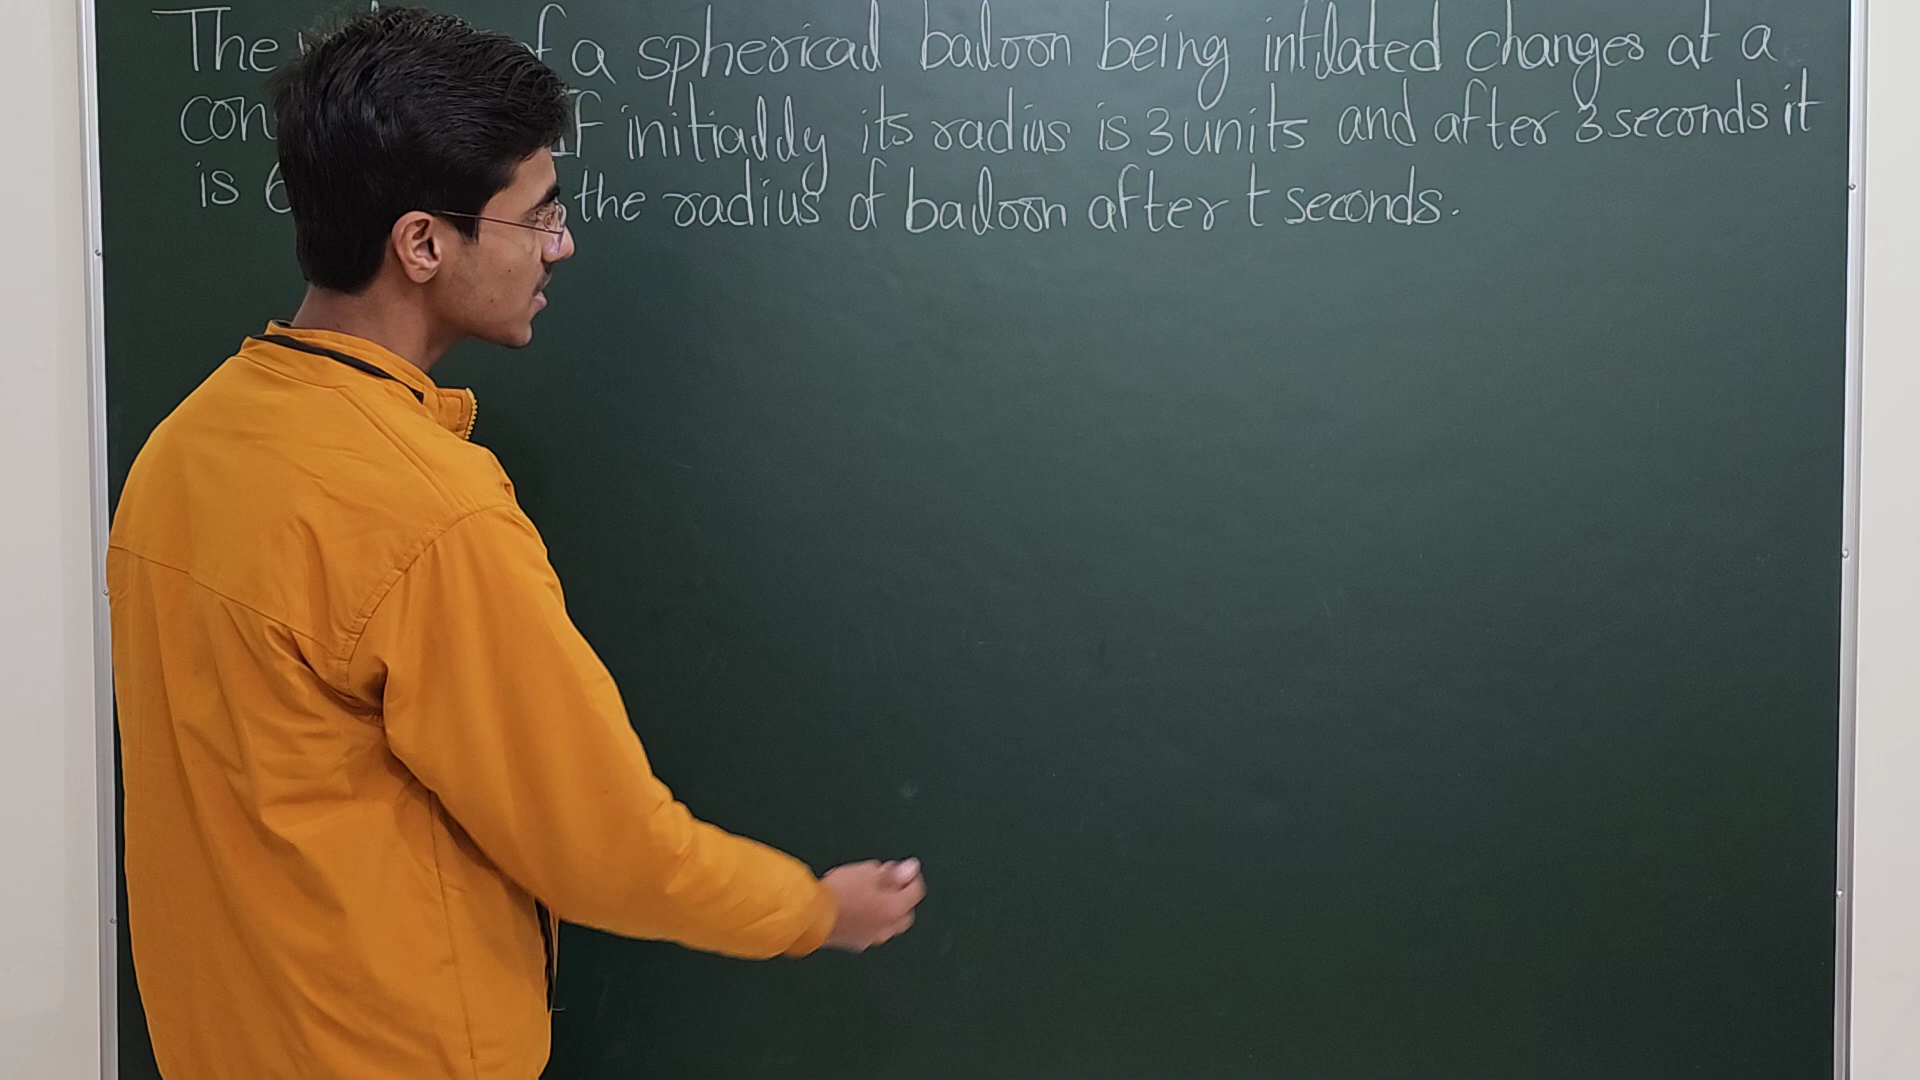 The of a spherical baloon being inflated changes at a
con If initially its radius is 3 units and after 3 seconds it
is 6 the radius of baloon after t seconds.